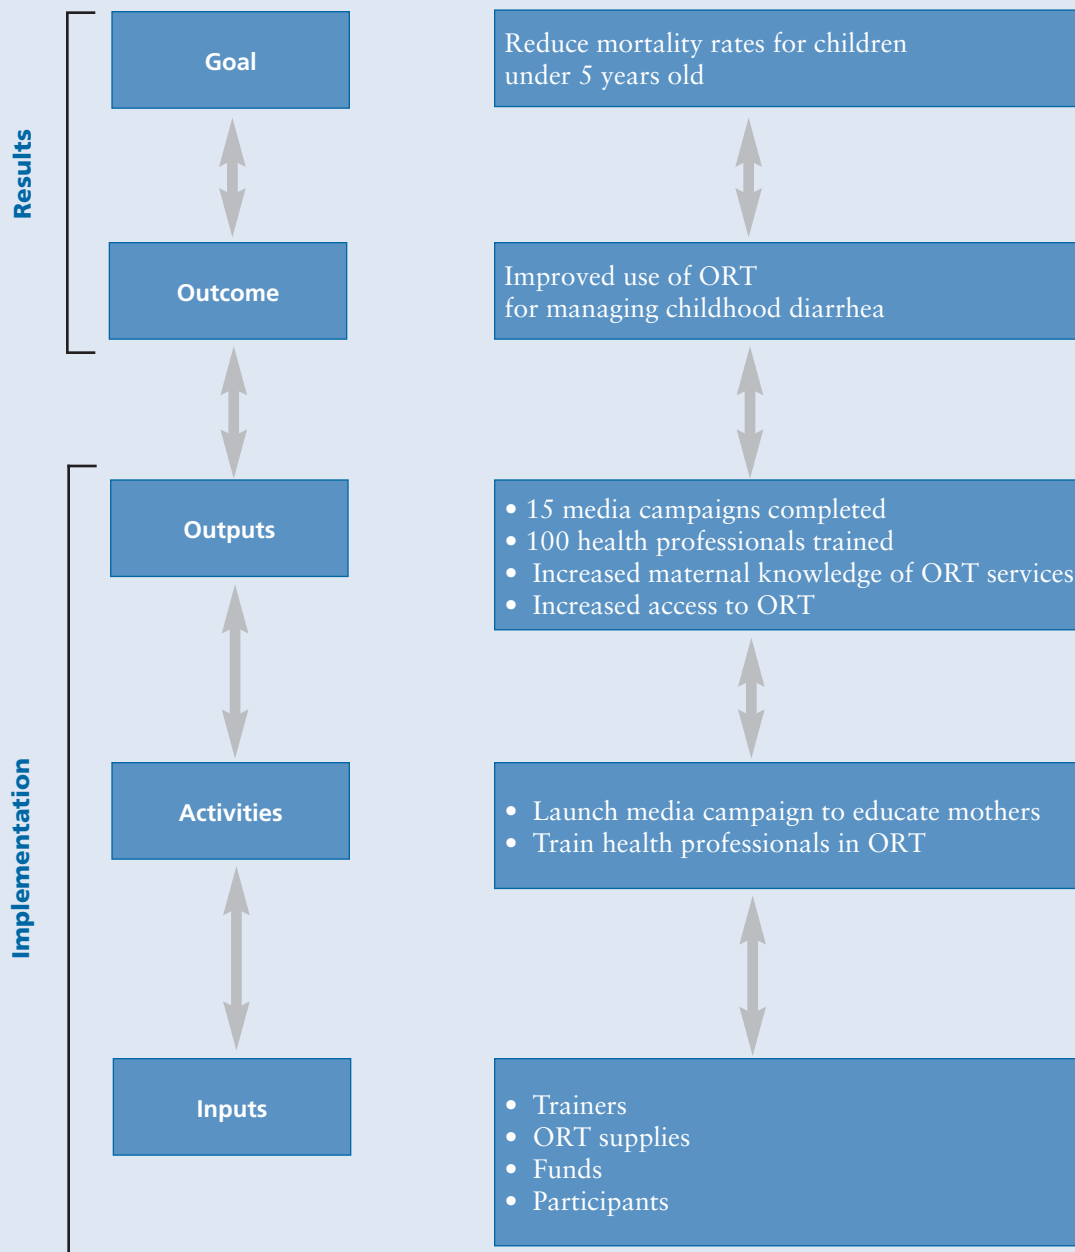 Results
Goal
Reduce mortality rates for children
under 5 years old
Outcome
Improved use of ORT
for managing childhood diarrhea
Implementation
Outputs
• 15 media campaigns completed
• 100 health professionals trained
• Increased maternal knowledge of ORT services
• Increased access to ORT
Activities
• Launch media campaign to educate mothers
• Train health professionals in ORT
Inputs
• Trainers
• ORT supplies
• Funds
• Participants